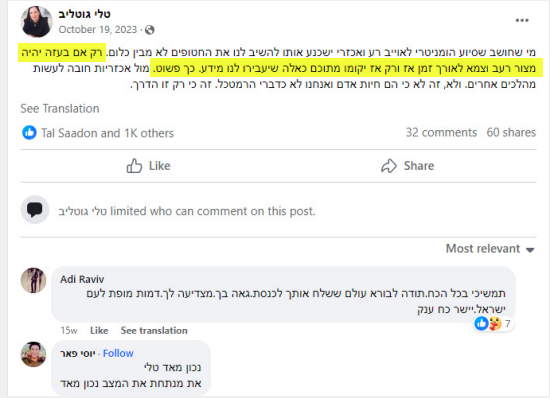 טלי גוטליב
October 19, 2023 ·
מי שחושב שסיוע הומניטרי לאוייב רע ואכזרי ישכנע אותו להשיב לנו את החטופים לא מבין כלום. רק אם בעזה יהיה
מצור רעב וצמא לאורך זמן אז ורק אז יקומו מתוכם כאלה שיעבירו לנו מידע. כך פשוט. מול אכזריות חובה לעשות
מהלכים אחרים. ולא, זה לא כי הם חיות אדם ואנחנו לא כדברי הרמטכל. זה כי רק זו הדרך.
See Translation
Tal Saadon and 1K others
32 comments 60 shares
Like Share
טלי גוטליב limited who can comment on this post.
Most relevant
Adi Raviv
תמשיכי בכל הכח.תודה לבורא עולם ששלח אותך לכנסת.גאה בך.מצדיעה לך.דמות מופת לעם
ישראל.יישר כח ענק
7
15w Like See translation
יוסי פאר · Follow
נכון מאד טלי
את מנתחת את המצב נכון מאד